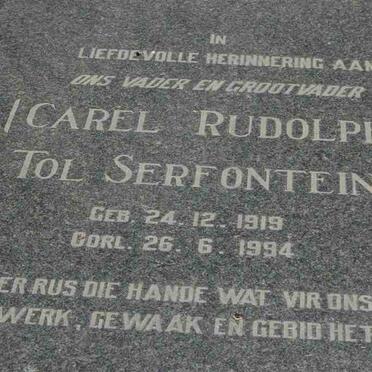 IN
LIEFDEVOLLE HERINNERING AAN
ONS VADER EN GROOTVADER
CAREL RUDOLPH
TOL SERFONTEIN
GEB. 24. 12. 1919
OORL. 26. 6. 1994
ER RUS DIE HANDE WAT VIR ONS
WERK, GEWAAK EN GEBID HET